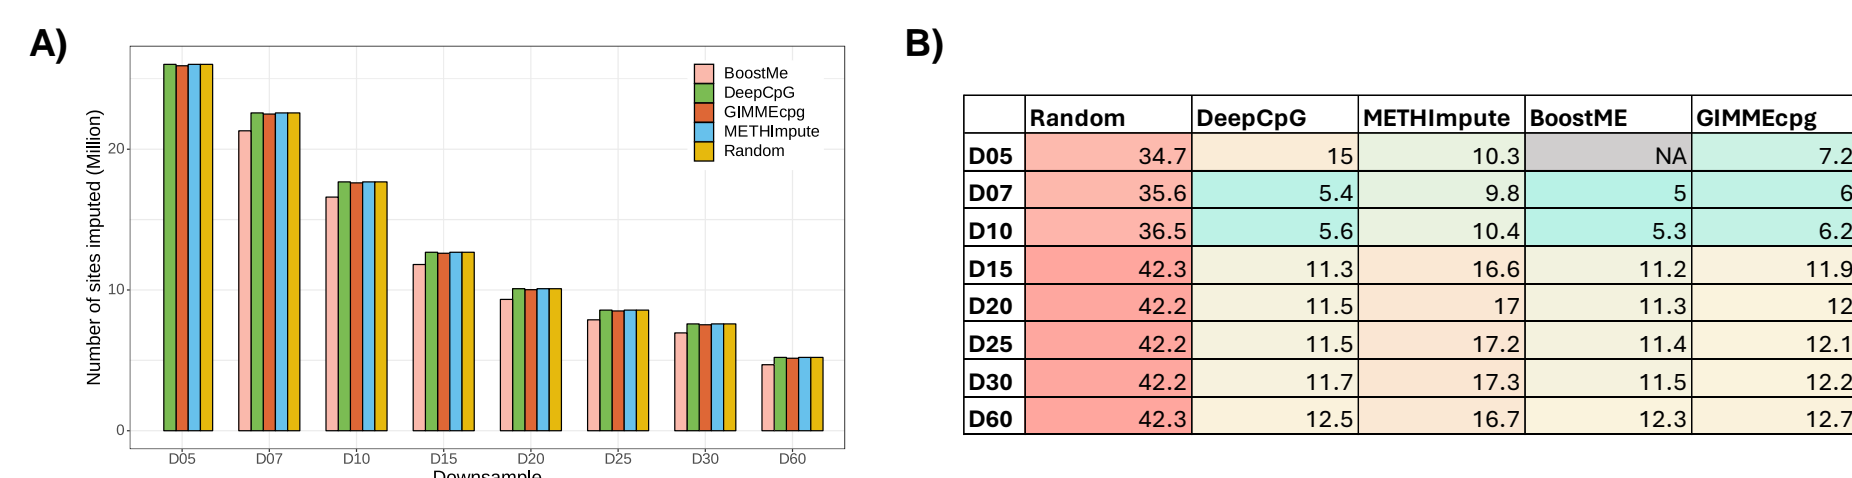 A)
Number of sites imputed (Million)
20
10
0
BoostMe
DeepCpG
GIMMEcpg
METHImpute
Random
D05 D07 D10 D15 D20 D25 D30 D60
Downsample
B)
Random DeepCpG METHImpute BoostME GIMMEcpg
D05 34.7 15 10.3 NA 7.2
D07 35.6 5.4 9.8 5 6
D10 36.5 5.6 10.4 5.3 6.2
D15 42.3 11.3 16.6 11.2 11.9
D20 42.2 11.5 17 11.3 12
D25 42.2 11.5 17.2 11.4 12.1
D30 42.2 11.7 17.3 11.5 12.2
D60 42.3 12.5 16.7 12.3 12.7